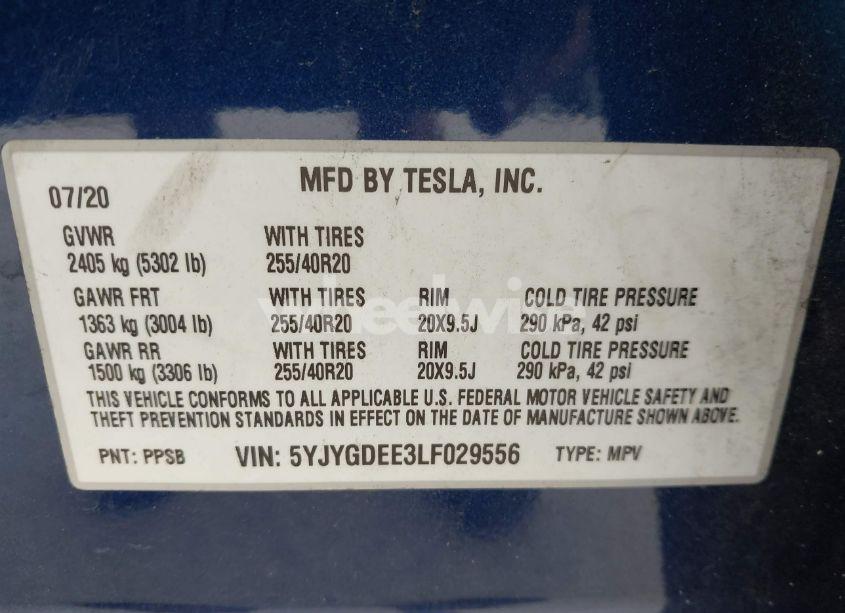 07/20 MFD BY TESLA, INC.
GVWR WITH TIRES
2405 kg (5302 lb) 255/40R20
GAWR FRT WITH TIRES RIM COLD TIRE PRESSURE
1363 kg (3004 lb) 255/40R20 20X9.5J 290 kPa, 42 psi
GAWR RR WITH TIRES RIM COLD TIRE PRESSURE
1500 kg (3306 lb) 255/40R20 20X9.5J 290 kPa, 42 psi
THIS VEHICLE CONFORMS TO ALL APPLICABLE U.S. FEDERAL MOTOR VEHICLE SAFETY AND
THEFT PREVENTION STANDARDS IN EFFECT ON THE DATE OF MANUFACTURE SHOWN ABOVE.
PNT: PPSB VIN: 5YJYGDEE3LF029556 TYPE: MPV